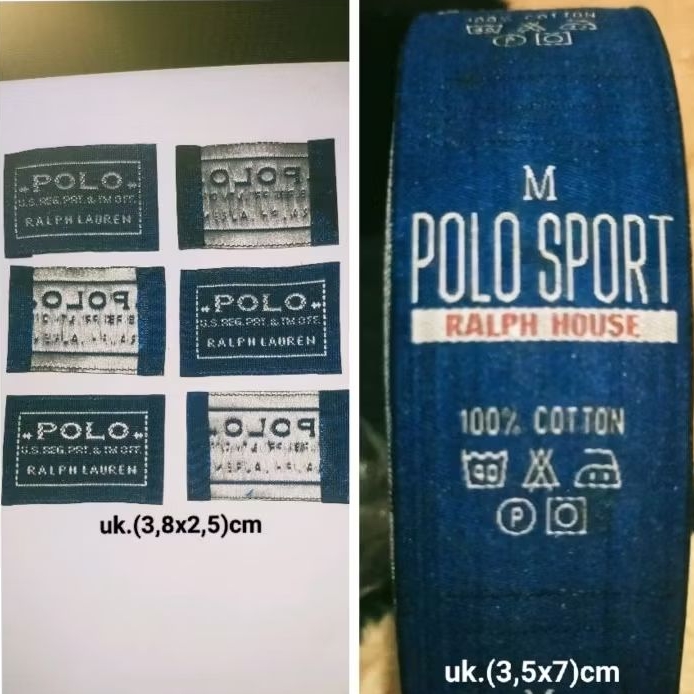 POLO
U.S. REG. PAT. & TM OFF.
RALPH LAUREN
POLO
U.S. REG. PAT. & TM OFF.
RALPH LAUREN
POLO
U.S. REG. PAT. & TM OFF.
RALPH LAUREN
uk.(3,8x2,5)cm
100% COTTON
P
M
POLO SPORT
RALPH HOUSE
100% COTTON
P
uk.(3,5x7)cm